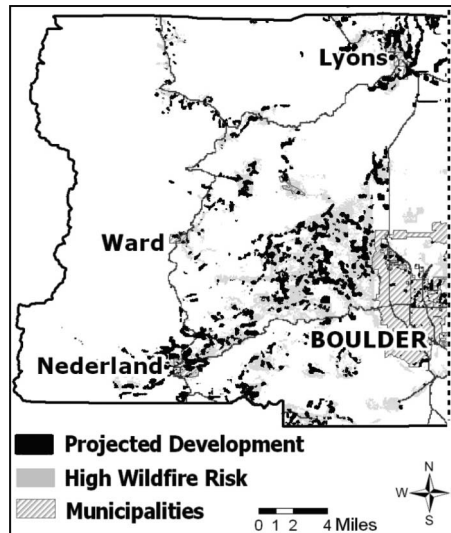 Lyons
Ward
BOULDER
Nederland
Projected Development
High Wildfire Risk
Municipalities
N
W E
S
0 1 2 4 Miles